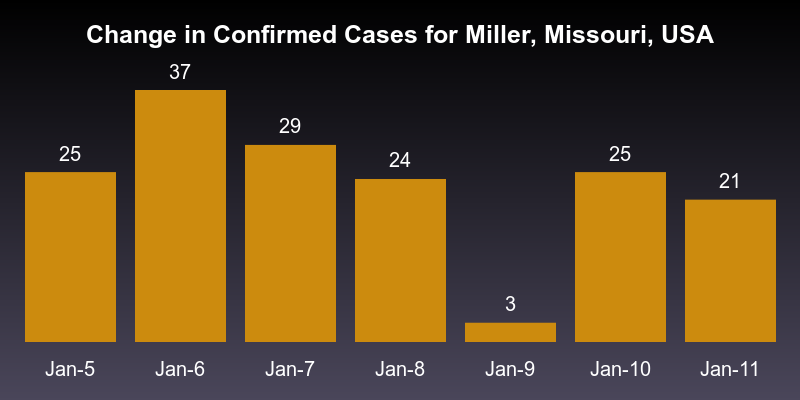 Change in Confirmed Cases for Miller, Missouri, USA
25
37
29
24
3
25
21
Jan-5
Jan-6
Jan-7
Jan-8
Jan-9
Jan-10
Jan-11